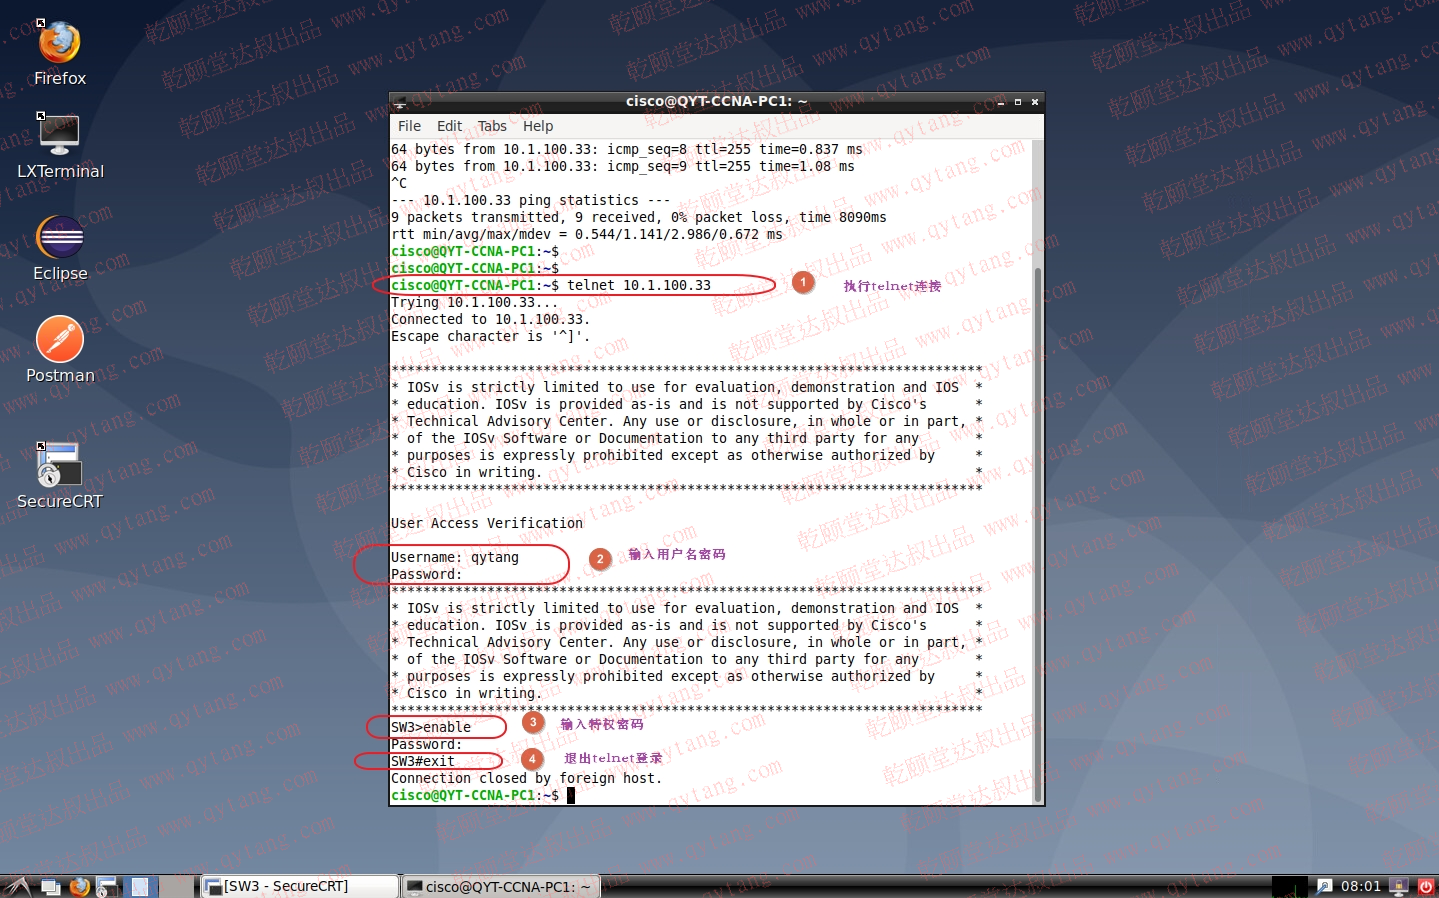 Firefox
LXTerminal
Eclipse
Postman
SecureCRT
cisco@QYT-CCNA-PC1: ~
File Edit Tabs Help
64 bytes from 10.1.100.33: icmp_seq=8 ttl=255 time=0.837 ms
64 bytes from 10.1.100.33: icmp_seq=9 ttl=255 time=1.08 ms
^C
--- 10.1.100.33 ping statistics ---
9 packets transmitted, 9 received, 0% packet loss, time 8090ms
rtt min/avg/max/mdev = 0.544/1.141/2.986/0.672 ms
cisco@QYT-CCNA-PC1:~$
cisco@QYT-CCNA-PC1:~$
cisco@QYT-CCNA-PC1:~$ telnet 10.1.100.33 1 执行telnet连接
Trying 10.1.100.33...
Connected to 10.1.100.33.
Escape character is '^]'.
**************************************************************************
* IOSv is strictly limited to use for evaluation, demonstration and IOS *
* education. IOSv is provided as-is and is not supported by Cisco's *
* Technical Advisory Center. Any use or disclosure, in whole or in part, *
* of the IOSv Software or Documentation to any third party for any *
* purposes is expressly prohibited except as otherwise authorized by *
* Cisco in writing. *
**************************************************************************
User Access Verification
Username: qytang 2 输入用户名密码
Password:
**************************************************************************
* IOSv is strictly limited to use for evaluation, demonstration and IOS *
* education. IOSv is provided as-is and is not supported by Cisco's *
* Technical Advisory Center. Any use or disclosure, in whole or in part, *
* of the IOSv Software or Documentation to any third party for any *
* purposes is expressly prohibited except as otherwise authorized by *
* Cisco in writing. *
**************************************************************************
SW3>enable 3 输入特权密码
Password:
SW3#exit 4 退出telnet登录
Connection closed by foreign host.
cisco@QYT-CCNA-PC1:~$
[SW3 - SecureCRT]
cisco@QYT-CCNA-PC1: ~
08:01
乾颐堂达叔出品 www.qytang.com